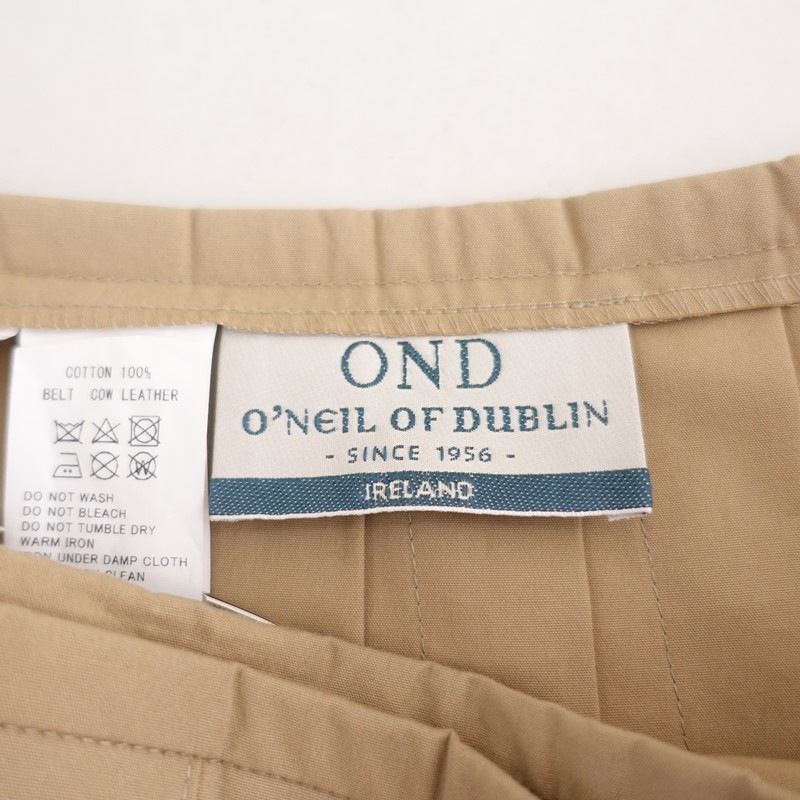 COTTON 100%
BELT COW LEATHER
DO NOT WASH
DO NOT BLEACH
DO NOT TUMBLE DRY
WARM IRON
IRON UNDER DAMP CLOTH
CLEAN
OND
O'NEIL OF DUBLIN
- SINCE 1956 -
IRELAND